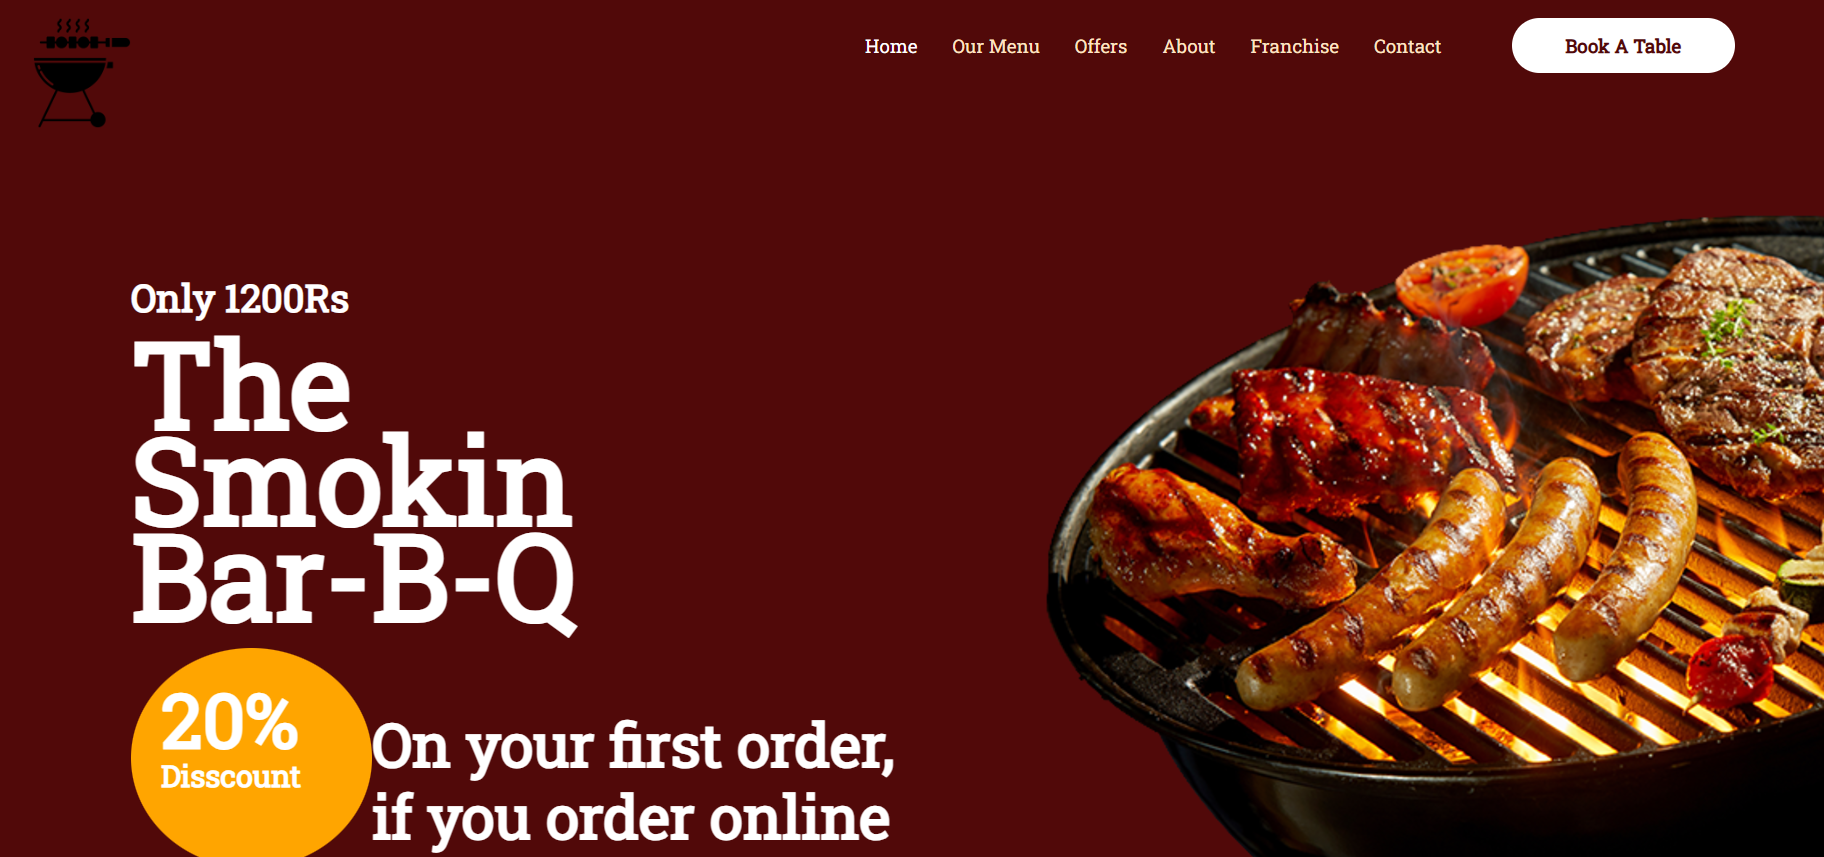 Home Our Menu Offers About Franchise Contact Book A Table
Only 1200Rs
The
Smokin
Bar-B-Q
20%
Disscount
On your first order,
if you order online